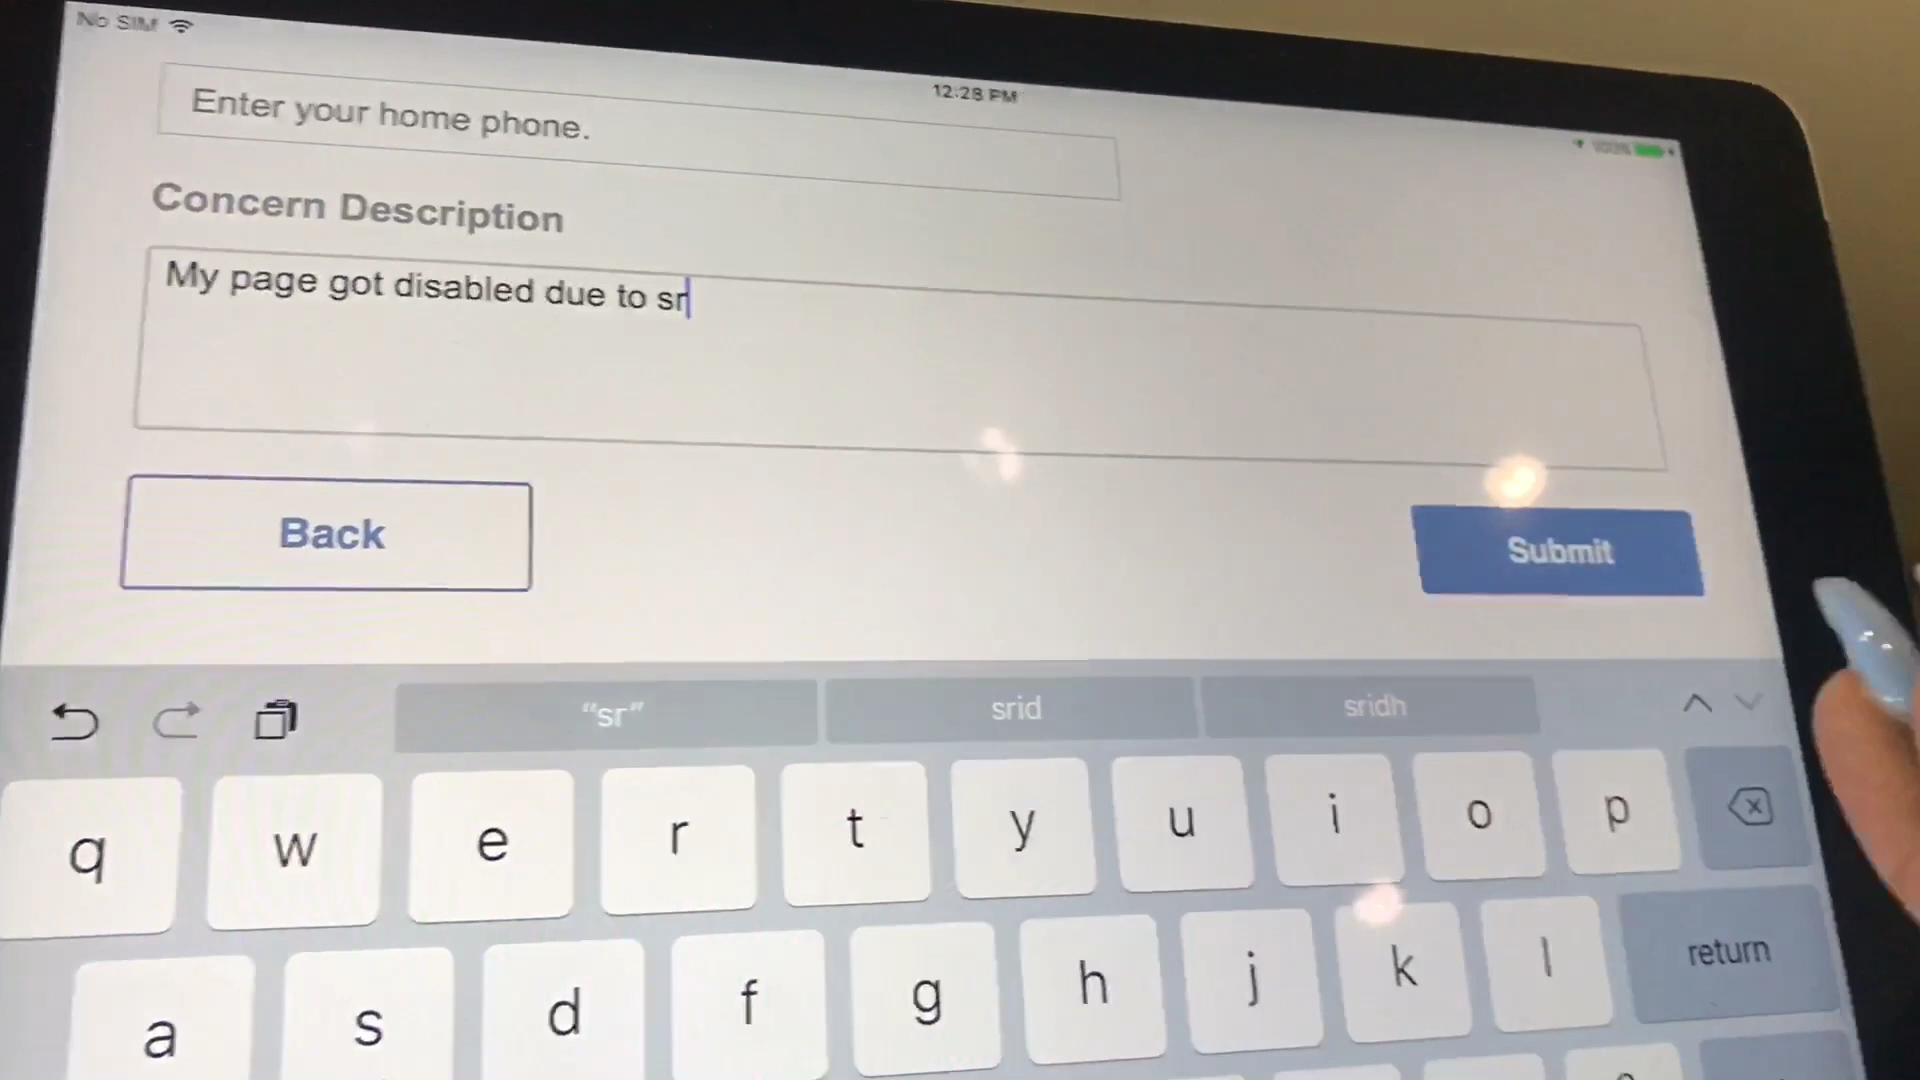 No SIM
12:28 PM
100%
Enter your home phone.
Concern Description
My page got disabled due to sr
Back
Submit
"sr" srid sridh
q w e r t y u i o p
a s d f g h j k l return